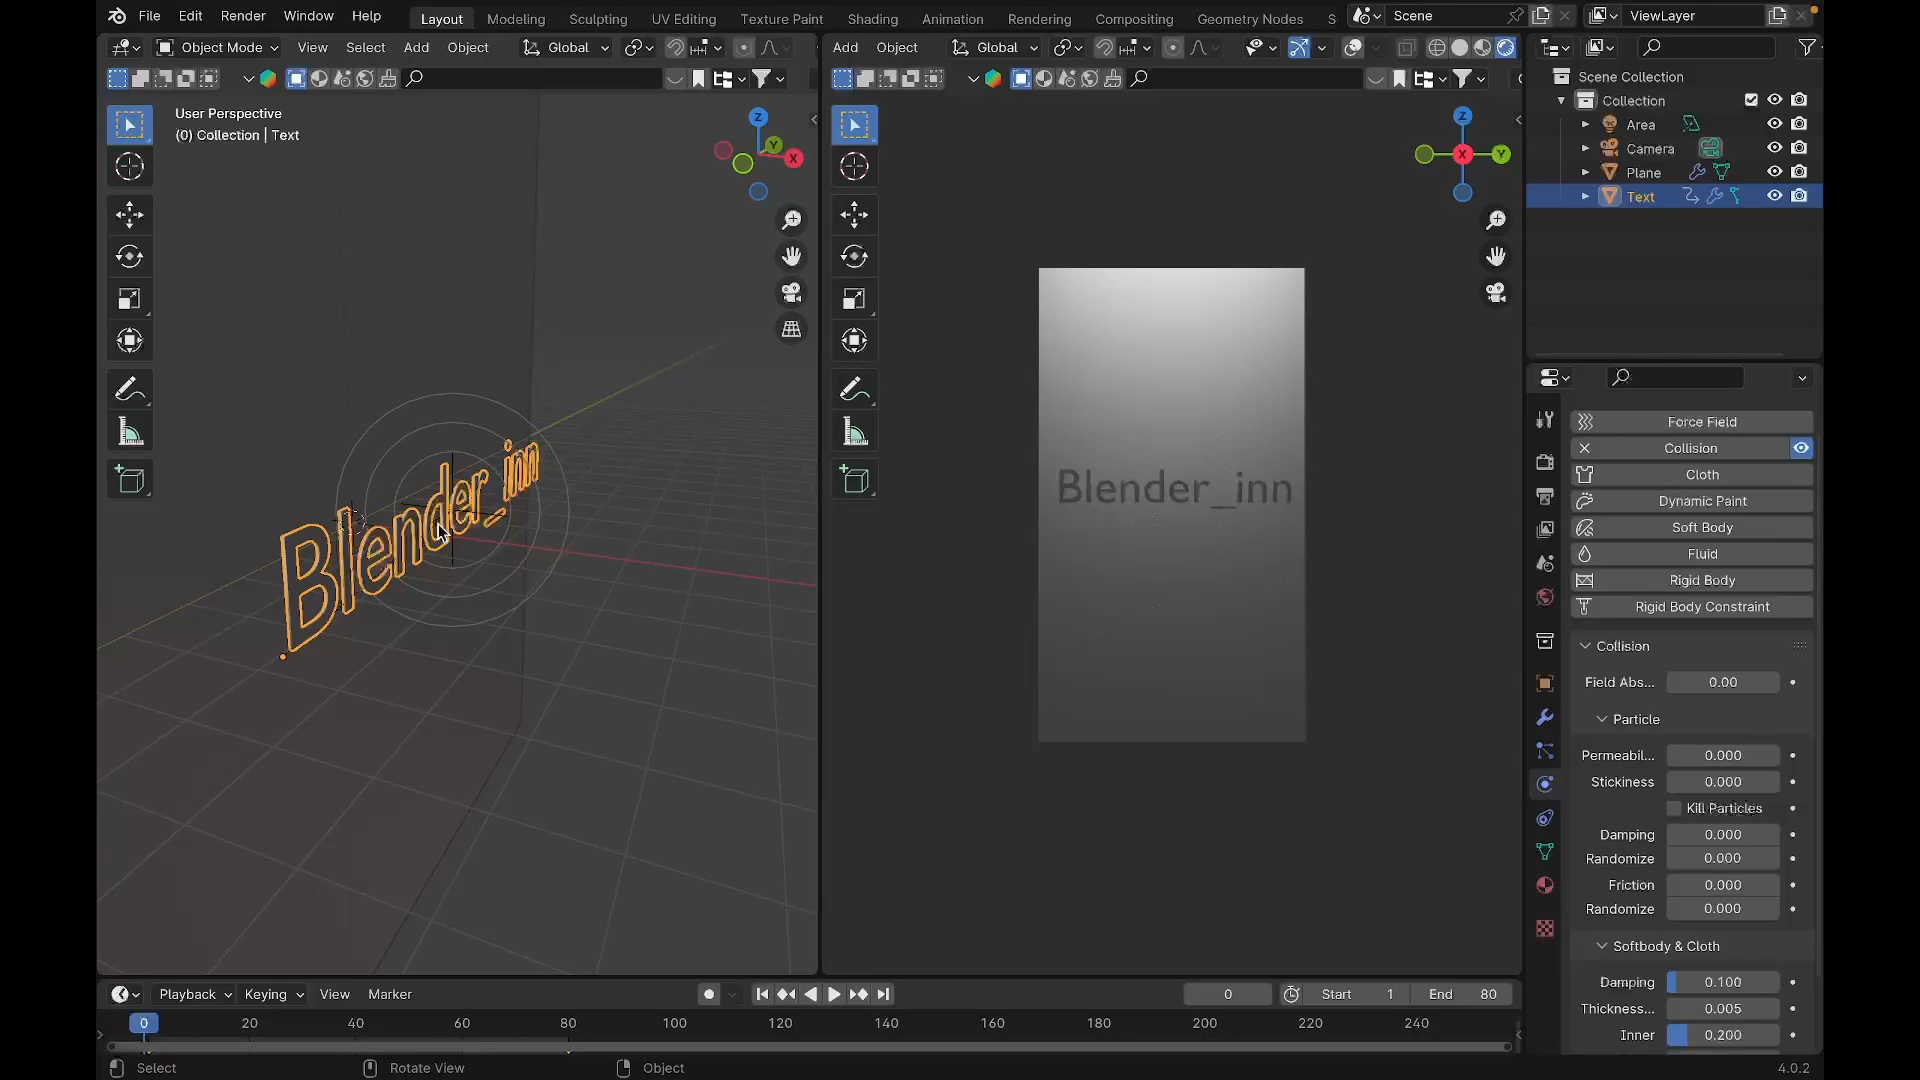 File Edit Render Window Help Layout Modeling Sculpting UV Editing Texture Paint Shading Animation Rendering Compositing Geometry Nodes S Scene ViewLayer
Object Mode View Select Add Object Global Add Object Global
User Perspective
(0) Collection | Text
Z
Y
X
Z
X
Y
Scene Collection
Collection
Area
Camera
Plane
Text
Blender_inn
Blender_inn
Force Field
Collision
Cloth
Dynamic Paint
Soft Body
Fluid
Rigid Body
Rigid Body Constraint
Collision
Field Abs... 0.00
Particle
Permeabil... 0.000
Stickiness 0.000
Kill Particles
Damping 0.000
Randomize 0.000
Friction 0.000
Randomize 0.000
Softbody & Cloth
Damping 0.100
Thickness... 0.005
Inner 0.200
Playback Keying View Marker 0 Start 1 End 80
0 20 40 60 80 100 120 140 160 180 200 220 240
Select Rotate View Object 4.0.2